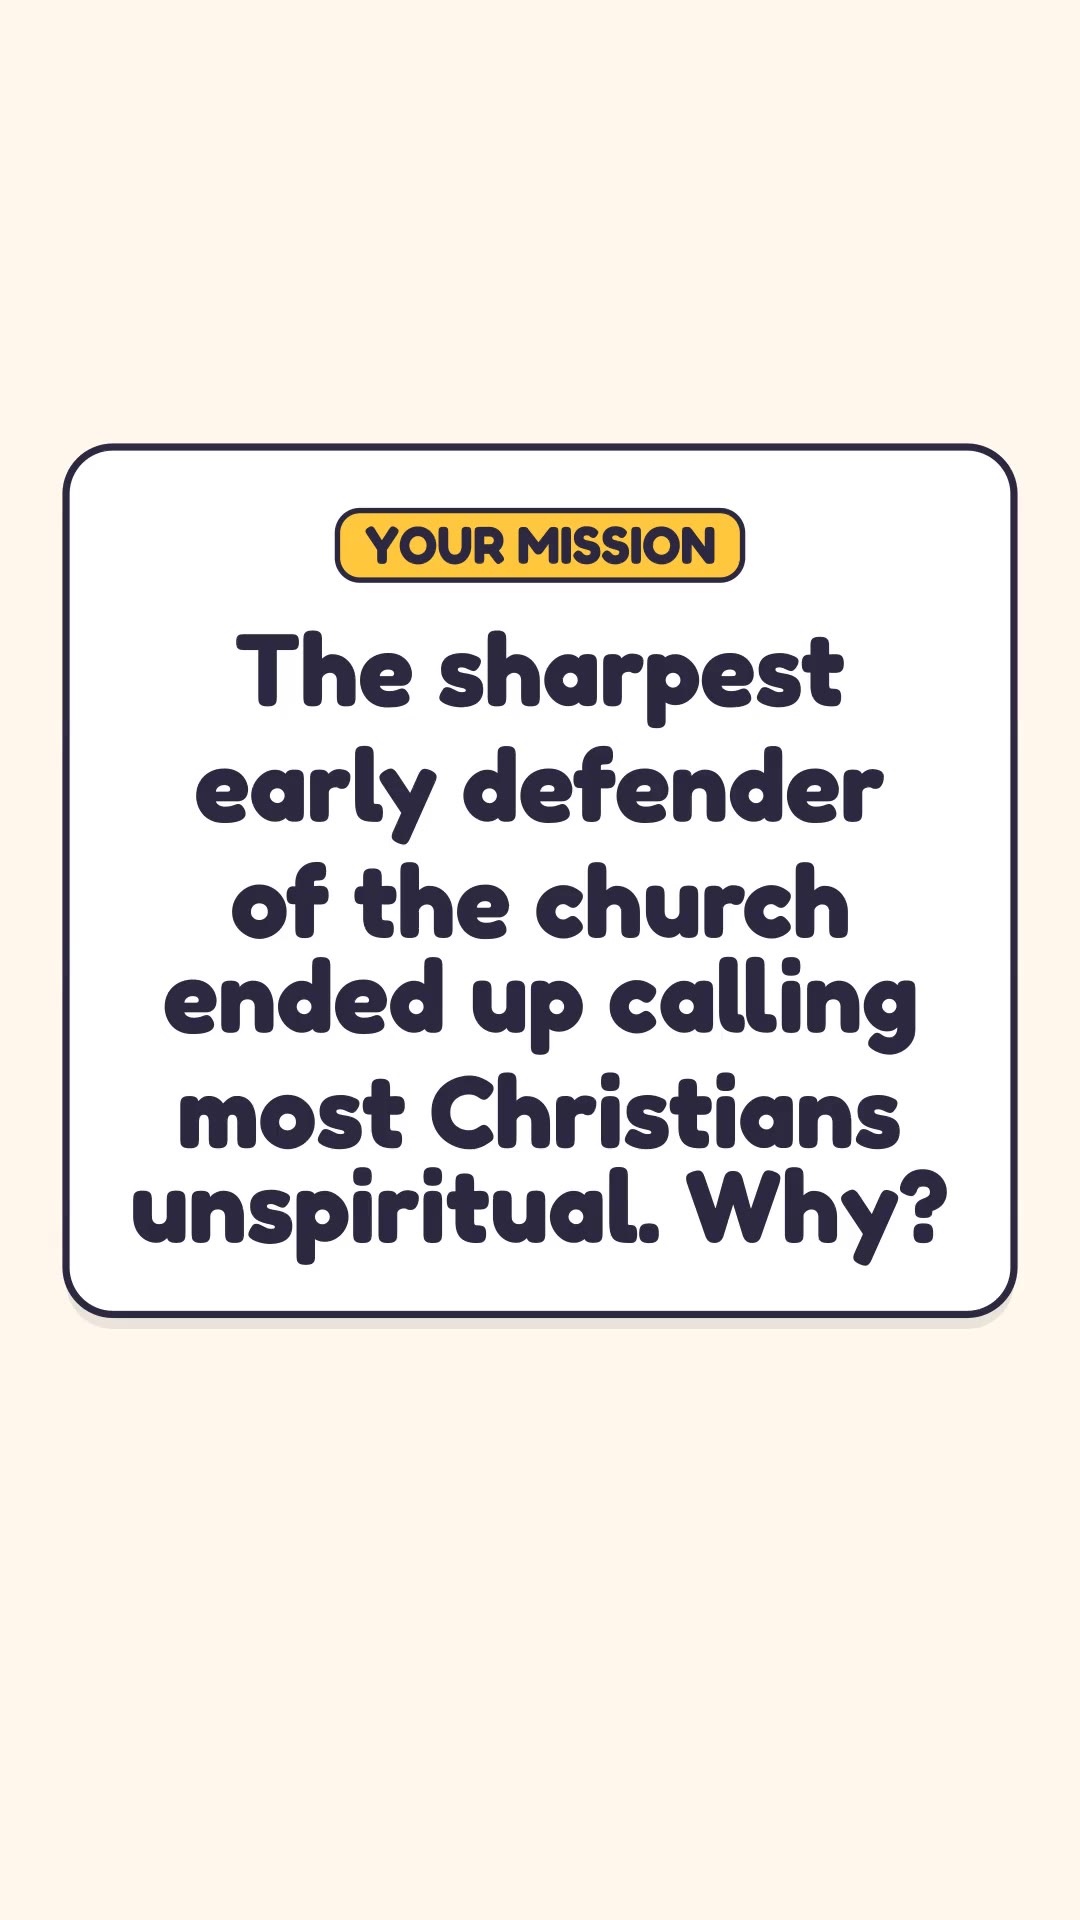 YOUR MISSION
The sharpest
early defender
of the church
ended up calling
most Christians
unspiritual. Why?